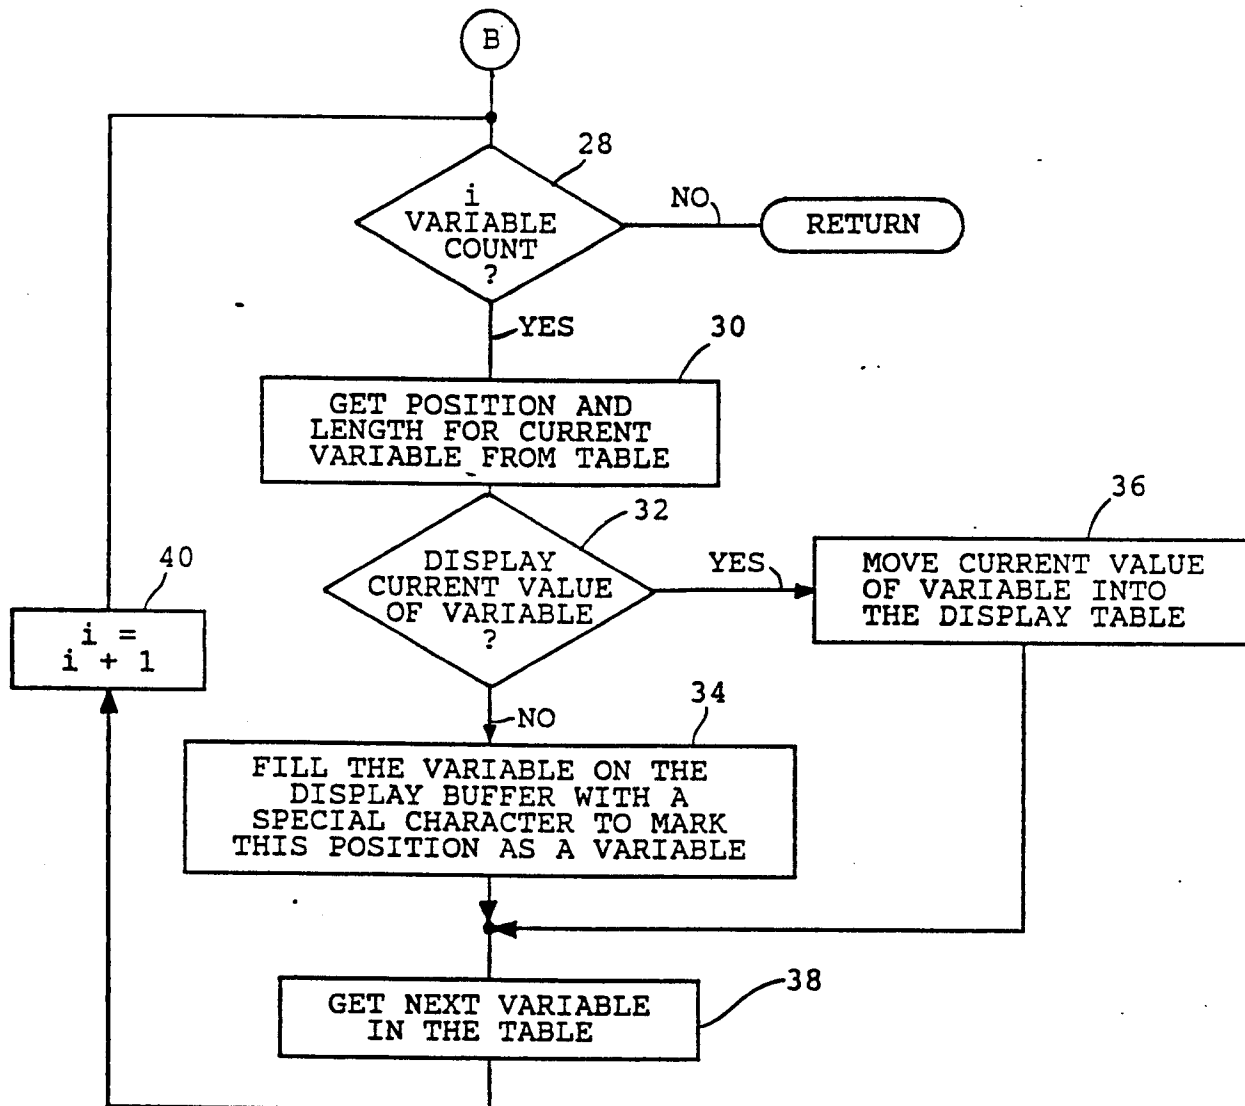 B
28
i
VARIABLE
COUNT
?
NO
RETURN
YES
30
GET POSITION AND
LENGTH FOR CURRENT
VARIABLE FROM TABLE
32
DISPLAY
CURRENT VALUE
OF VARIABLE
?
YES
36
MOVE CURRENT VALUE
OF VARIABLE INTO
THE DISPLAY TABLE
40
i =
i + 1
NO
34
FILL THE VARIABLE ON THE
DISPLAY BUFFER WITH A
SPECIAL CHARACTER TO MARK
THIS POSITION AS A VARIABLE
GET NEXT VARIABLE
IN THE TABLE
38